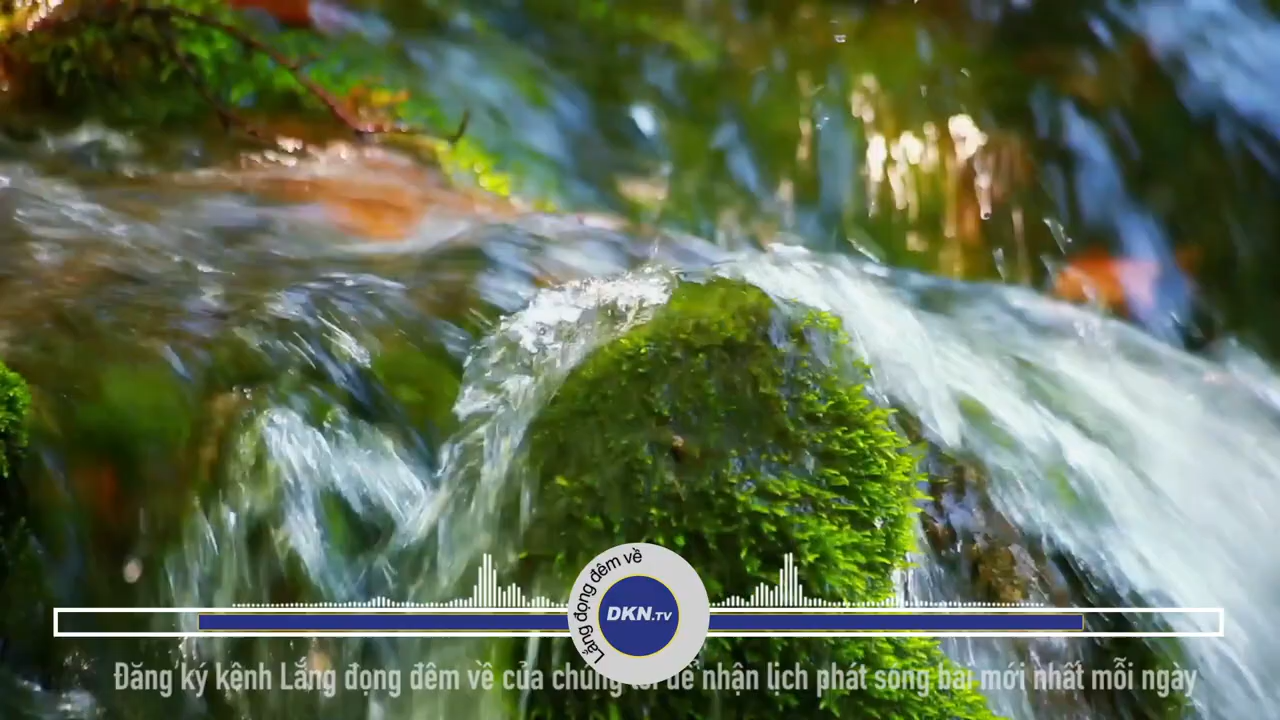 Lắng đọng đêm về
DKN.TV
Đăng ký kênh Lắng đọng đêm về của chúng tôi để nhận lịch phát sóng bài mới nhất mỗi ngày